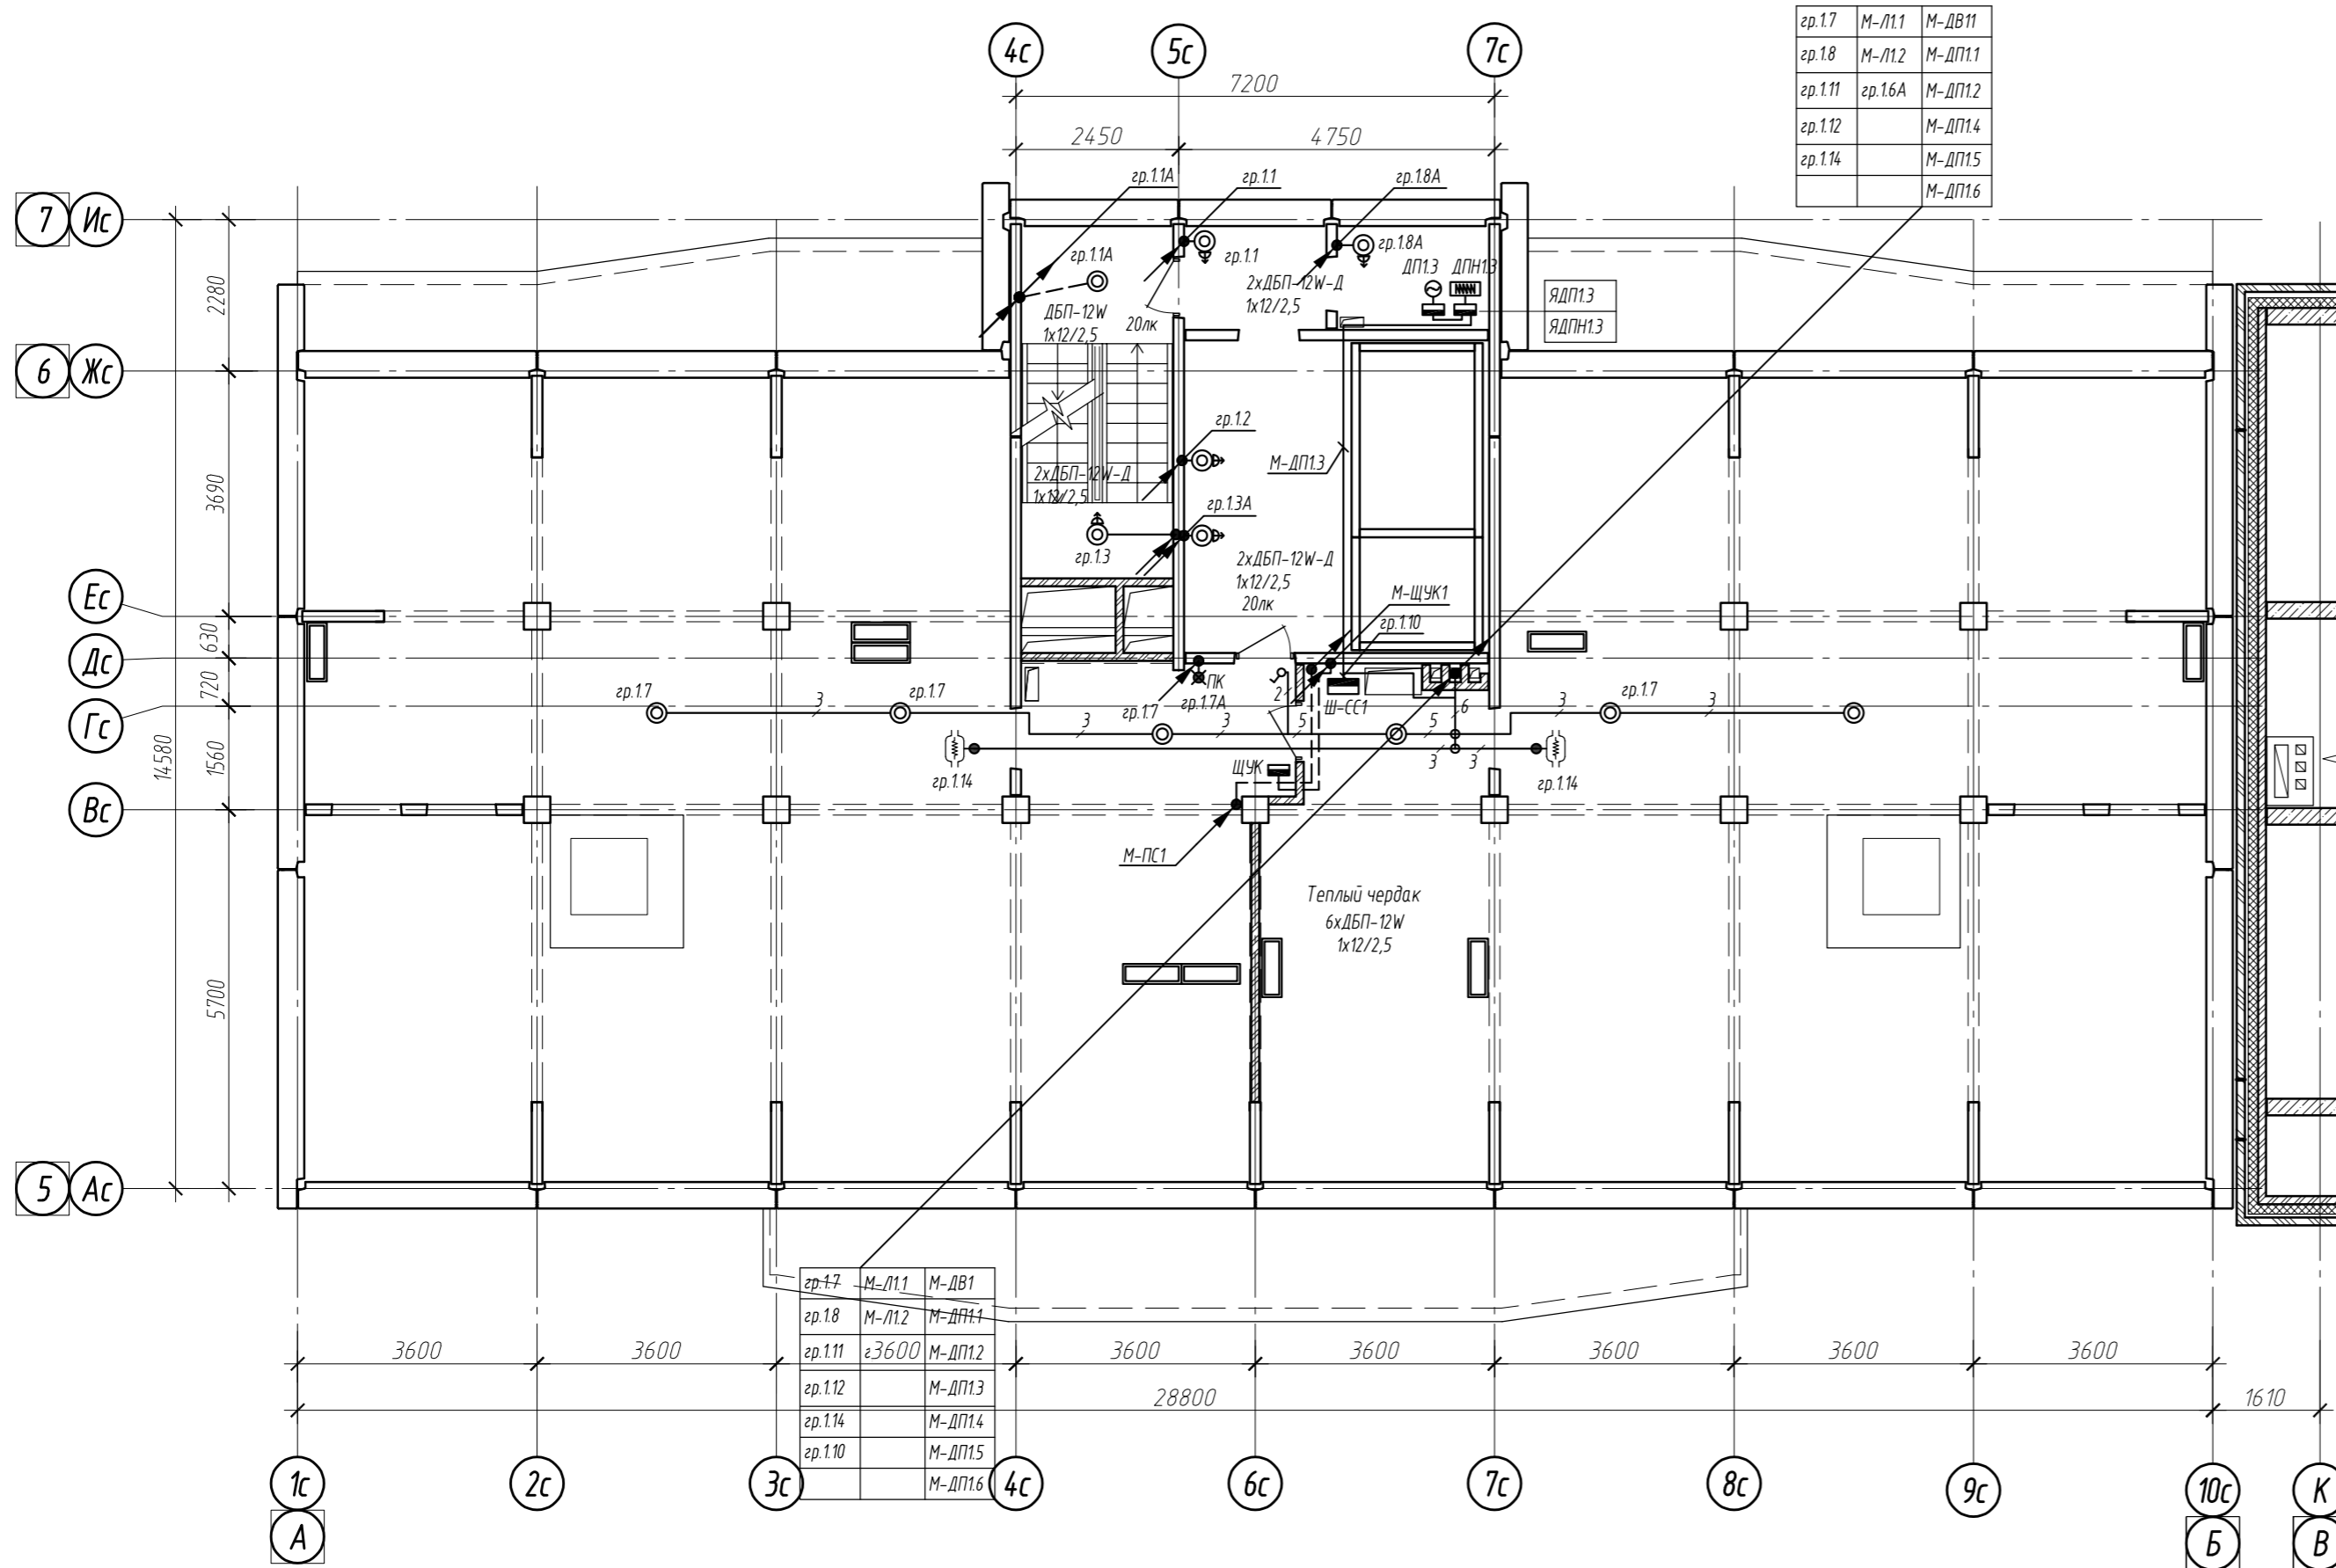 гр.1.7 М-Л1.1 М-ДВ11
гр.1.8 М-Л1.2 М-ДП1.1
гр.1.11 гр.1.6А М-ДП1.2
гр.1.12 М-ДП1.4
гр.1.14 М-ДП1.5
М-ДП1.6
4с 5с 7с
7200
2450 4750
гр.1.1А гр.1.1 гр.1.8А
7 Ис
гр.1.1А гр.1.1 гр.1.8А
ДП1.3 ДПН1.3
2хДБП-12W-Д
1х12/2,5
ДБП-12W
1х12/2,5
20лк
ЯДП1.3
ЯДПН1.3
2280
6 Жс
гр.1.2
М-ДП1.3
2хДБП-12W-Д
1х12/2,5
3690
гр.1.3А
гр.1.3
2хДБП-12W-Д
1х12/2,5
20лк
М-ЩУК1
гр.1.10
Ес
630
Дс
720
ПК
гр.1.7А
2
Ш-СС1
6
гр.1.7 3 гр.1.7 3 гр.1.7 3 5 5 3 гр.1.7 3
Гс
14580
1560
гр.1.14 3 3 гр.1.14
ЩУК
Вс
М-ПС1
Теплый чердак
6хДБП-12W
1х12/2,5
5700
5 Ас
гр.1.7 М-Л1.1 М-ДВ1
гр.1.8 М-Л1.2 М-ДП1.1
гр.1.11 М-ДП1.2
гр.1.12 М-ДП1.3
гр.1.14 М-ДП1.4
гр.1.10 М-ДП1.5
М-ДП1.6
3600 3600 3600 3600 3600 3600 3600 3600
28800 1610
1с 2с 3с 4с 6с 7с 8с 9с 10с К
А Б В